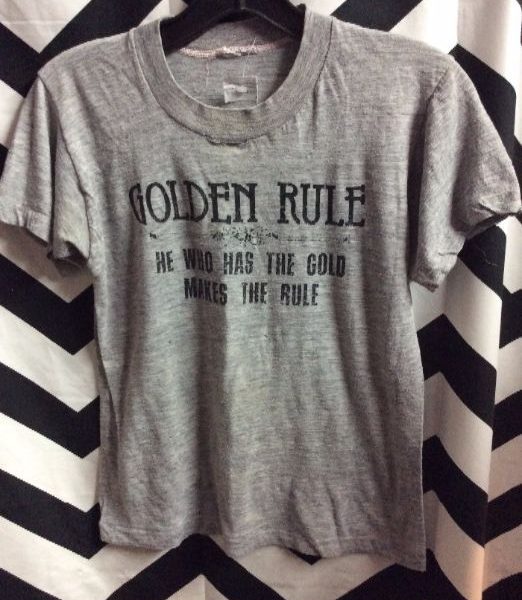 GOLDEN RULE
HE WHO HAS THE GOLD
MAKES THE RULE